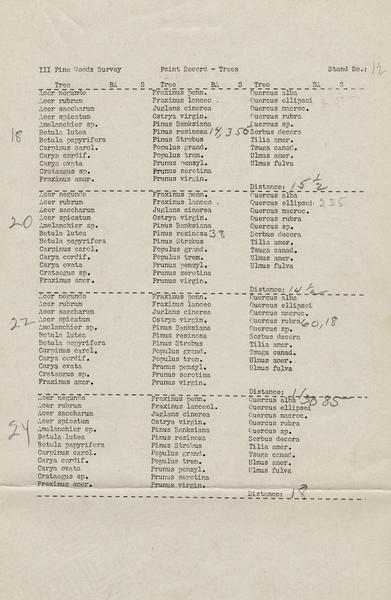 III Pine Woods Survey Point Record - Trees Stand No.: 12
Tree BA S Tree BA S Tree BA S
Acer negundo Fraxinus penn. Quercus alba
Acer rubrum Fraxinus lanceo. Quercus ellipsoi
Acer saccharum Juglans cinerea Quercus macroc.
Acer spicatum Ostrya virgin. Quercus rubra
Amelanchier sp. Pinus Banksiana Quercus sp.
18 Betula lutea Pinus resinosa 14, 350 Sorbus decora
Betula papyrifera Pinus Strobus Tilia amer.
Carpinus carol. Populus grand. Tsuga canad.
Carya cordif. Populus trem. Ulmus amer.
Carya ovata Prunus pensyl. Ulmus fulva
Crataegus sp. Prunus serotina
Fraxinus amer. Prunus virgin. Distance: 15 1/2
Acer negundo Fraxinus penn. Quercus alba
Acer rubrum Fraxinus lanceo. Quercus ellipsoi 235
Acer saccharum Juglans cinerea Quercus macroc.
20 Acer spicatum Ostrya virgin. Quercus rubra
Amelanchier sp. Pinus Banksiana Quercus sp.
Betula lutea Pinus resinosa 38 Sorbus decora
Betula papyrifera Pinus Strobus Tilia amer.
Carpinus carol. Populus grand. Tsuga canad.
Carya cordif. Populus trem. Ulmus amer.
Carya ovata Prunus pensyl. Ulmus fulva
Crataegus sp. Prunus serotina
Fraxinus amer. Prunus virgin. Distance: 14 1/2
Acer negundo Fraxinus penn. Quercus alba
Acer rubrum Fraxinus lanceo. Quercus ellipsoi
Acer saccharum Juglans cinerea Quercus macroc.
22 Acer spicatum Ostrya virgin. Quercus rubra 60, 18
Amelanchier sp. Pinus Banksiana Quercus sp.
Betula lutea Pinus resinosa Sorbus decora
Betula papyrifera Pinus Strobus Tilia amer.
Carpinus carol. Populus grand. Tsuga canad.
Carya cordif. Populus trem. Ulmus amer.
Carya ovata Prunus pensyl. Ulmus fulva
Crataegus sp. Prunus serotina
Fraxinus amer. Prunus virgin. Distance:
Acer negundo Fraxinus penn. Quercus alba
Acer rubrum Fraxinus lanceol. Quercus ellipsoi
Acer saccharum Juglans cinerea Quercus macroc.
24 Acer spicatum Ostrya virgin. Quercus rubra
Amelanchier sp. Pinus Banksiana Quercus sp.
Betula lutea Pinus resinosa Sorbus decora
Betula papyrifera Pinus Strobus Tilia amer.
Carpinus carol. Populus grand. Tsuga canad.
Carya cordif. Populus trem. Ulmus amer.
Carya ovata Prunus pensyl. Ulmus fulva
Crataegus sp. Prunus serotina
Fraxinus amer. Prunus virgin. Distance: 18